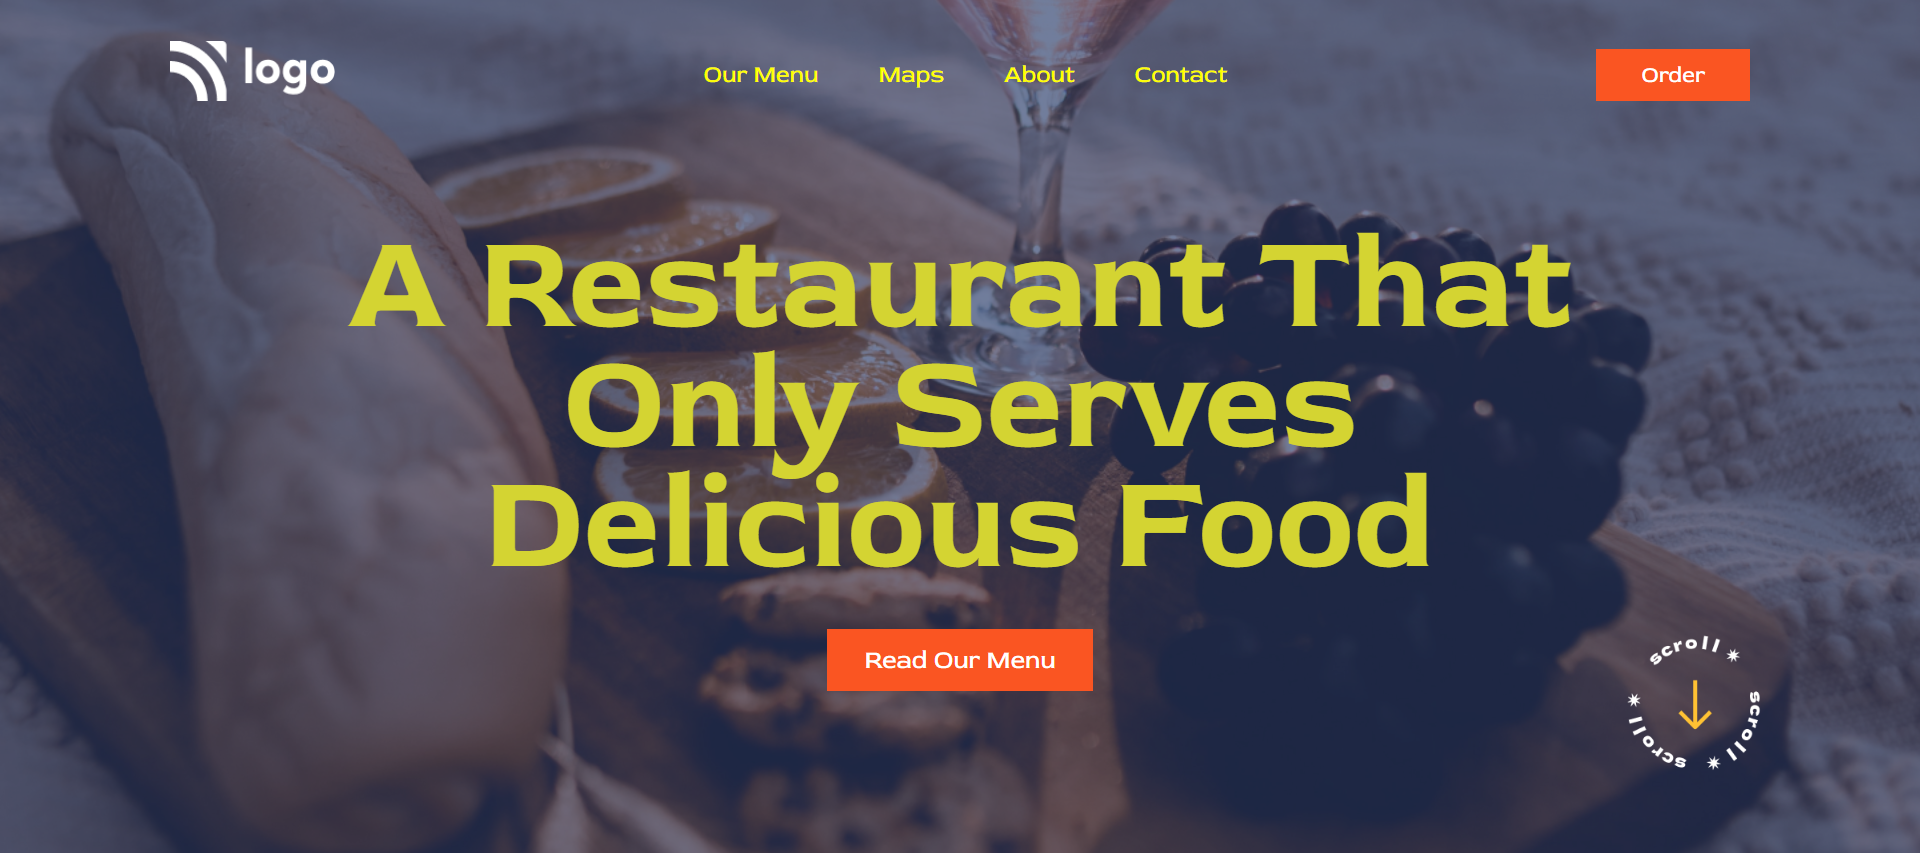 logo
Our Menu
Maps
About
Contact
Order
A Restaurant That
Only Serves
Delicious Food
Read Our Menu
scroll ✷ scroll ✷ scroll ✷